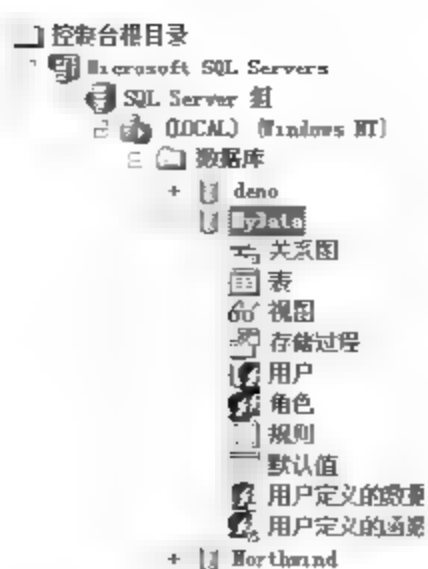 控制台根目录
Microsoft SQL Servers
SQL Server 组
(LOCAL) (Windows NT)
数据库
demo
MyData
关系图
表
视图
存储过程
用户
角色
规则
默认值
用户定义的数据
用户定义的函数
Northwind